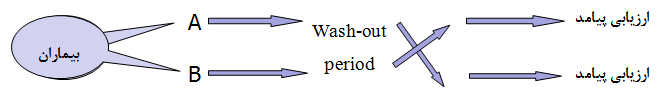 بیماران
A
B
Wash-out
period
ارزیابی پیامد
ارزیابی پیامد